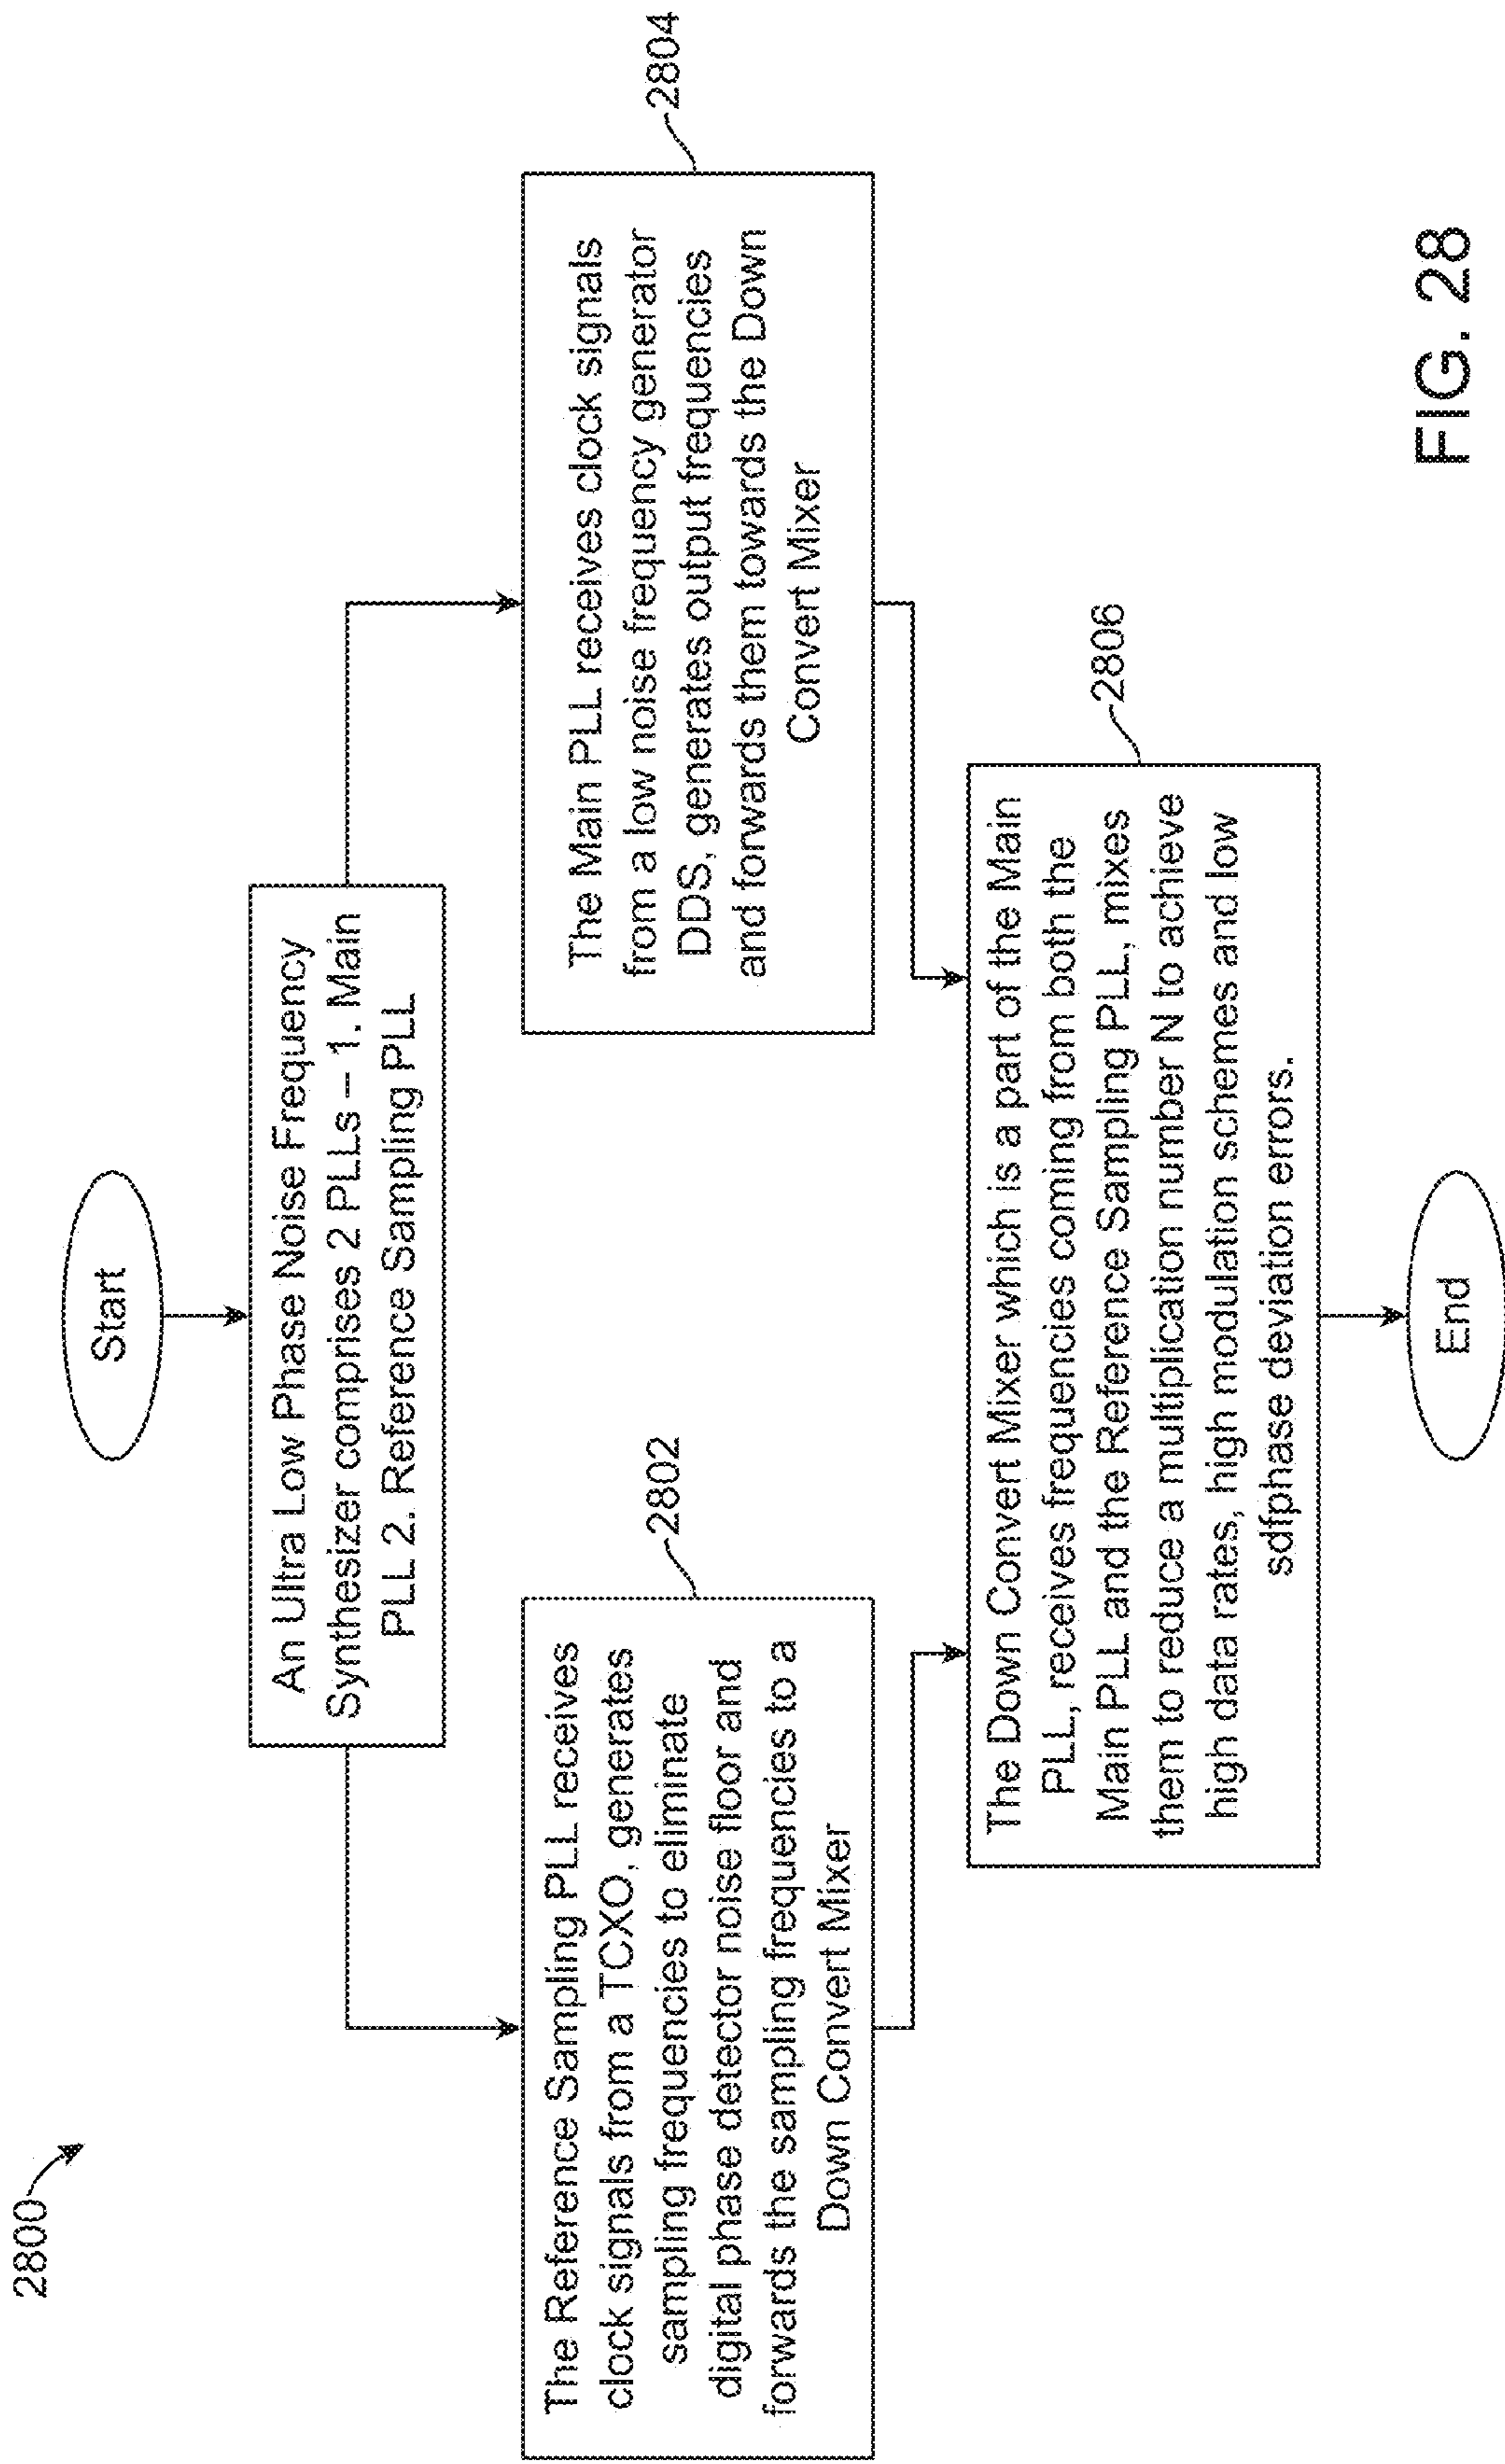 2800
Start
An Ultra Low Phase Noise Frequency
Synthesizer comprises 2 PLLs – 1. Main
PLL 2. Reference Sampling PLL
2802
The Reference Sampling PLL receives
clock signals from a TCXO, generates
sampling frequencies to eliminate
digital phase detector noise floor and
forwards the sampling frequencies to a
Down Convert Mixer
2804
The Main PLL receives clock signals
from a low noise frequency generator
DDS, generates output frequencies
and forwards them towards the Down
Convert Mixer
2806
The Down Convert Mixer which is a part of the Main
PLL, receives frequencies coming from both the
Main PLL and the Reference Sampling PLL, mixes
them to reduce a multiplication number N to achieve
high data rates, high modulation schemes and low
sdfphase deviation errors.
End
FIG. 28